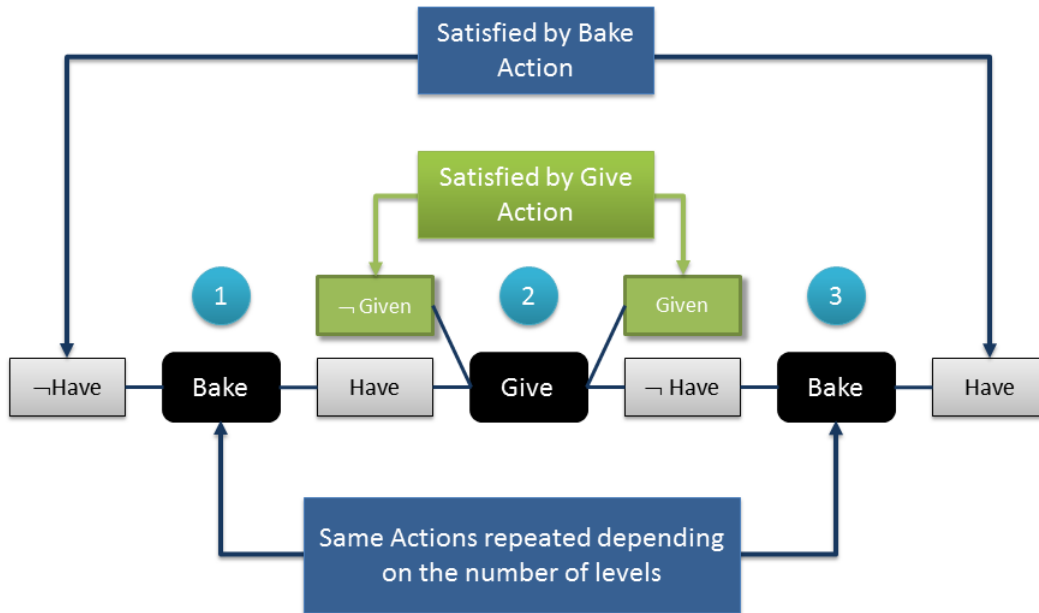 Satisfied by Bake
Action
Satisfied by Give
Action
1
2
3
¬ Given
Given
¬Have
Bake
Have
Give
¬ Have
Bake
Have
Same Actions repeated depending
on the number of levels